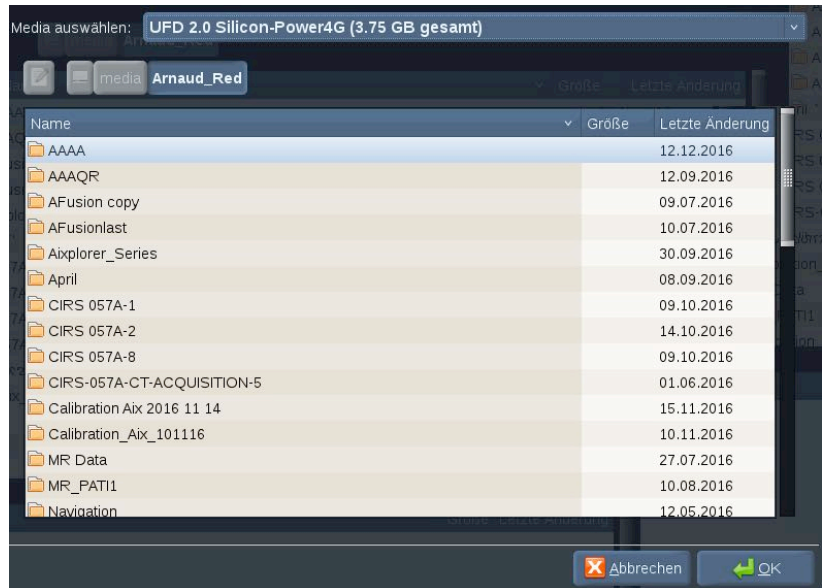 Media auswählen: UFD 2.0 Silicon-Power4G (3.75 GB gesamt)
media Arnaud_Red
Name Größe Letzte Änderung
AAAA 12.12.2016
AAAQR 12.09.2016
AFusion copy 09.07.2016
AFusionlast 10.07.2016
Aixplorer_Series 30.09.2016
April 08.09.2016
CIRS 057A-1 09.10.2016
CIRS 057A-2 14.10.2016
CIRS 057A-8 09.10.2016
CIRS-057A-CT-ACQUISITION-5 01.06.2016
Calibration Aix 2016 11 14 15.11.2016
Calibration_Aix_101116 10.11.2016
MR Data 27.07.2016
MR_PATI1 10.08.2016
Navigation 12.05.2016
Abbrechen OK